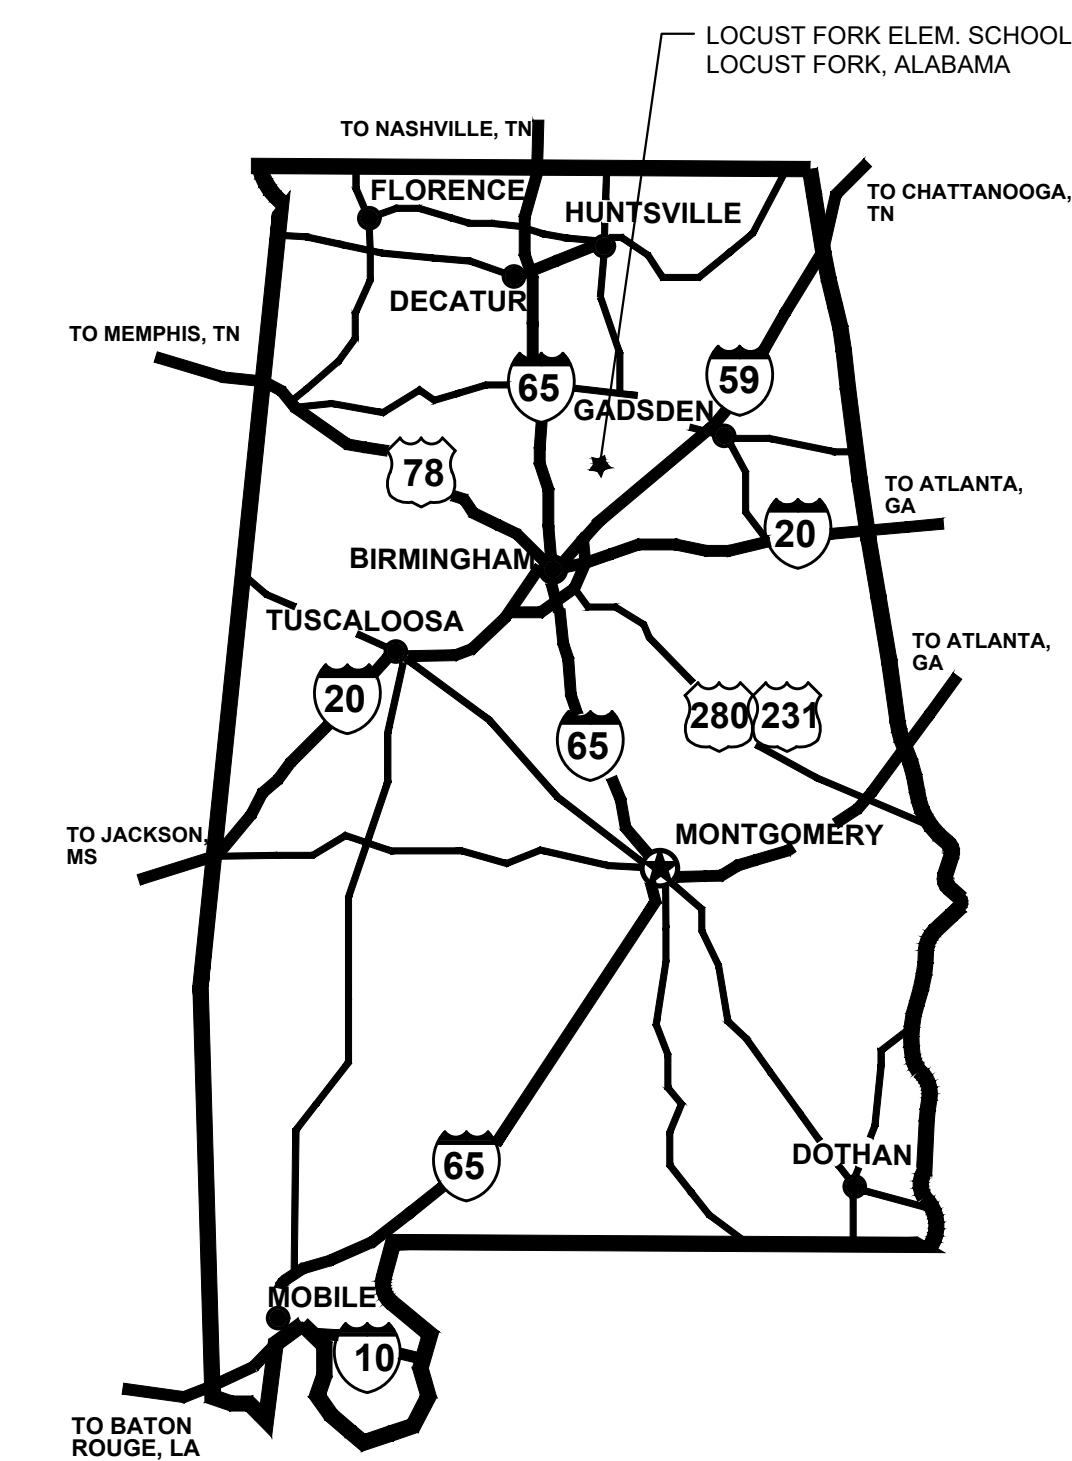 LOCUST FORK ELEM. SCHOOL
LOCUST FORK, ALABAMA
TO NASHVILLE, TN
FLORENCE
HUNTSVILLE
TO CHATTANOOGA,
TN
DECATUR
TO MEMPHIS, TN
65
59
GADSDEN
78
TO ATLANTA,
GA
20
BIRMINGHAM
TUSCALOOSA
TO ATLANTA,
GA
20
280
231
65
TO JACKSON,
MS
MONTGOMERY
DOTHAN
65
MOBILE
10
TO BATON
ROUGE, LA